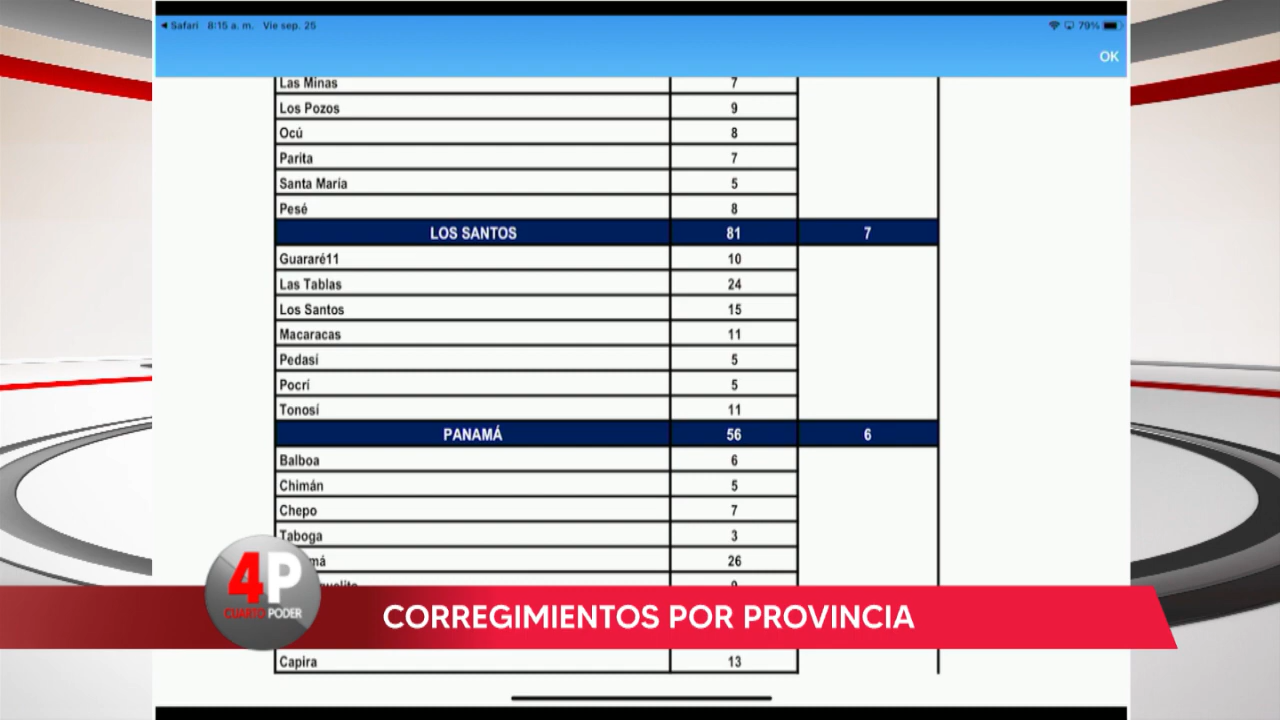 Safari 8:15 a. m. Vie sep. 25 79%
OK
Las Minas 7
Los Pozos 9
Ocú 8
Parita 7
Santa María 5
Pesé 8
LOS SANTOS 81 7
Guararé11 10
Las Tablas 24
Los Santos 15
Macaracas 11
Pedasí 5
Pocrí 5
Tonosí 11
PANAMÁ 56 6
Balboa 6
Chimán 5
Chepo 7
Taboga 3
má 26
4P
CUARTO PODER
CORREGIMIENTOS POR PROVINCIA
Capira 13